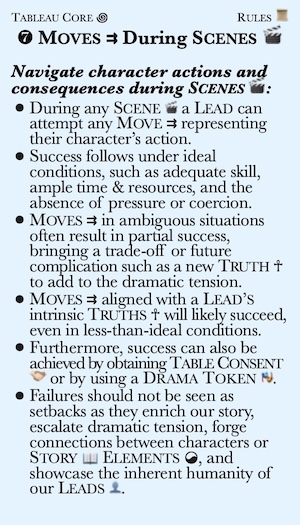 TABLEAU CORE 🌀 RULES 📜
❼ MOVES ⇉ During SCENES 🎬
Navigate character actions and
consequences during SCENES 🎬:
● During any SCENE 🎬 a LEAD can
attempt any MOVE ⇉ representing
their character's action.
● Success follows under ideal
conditions, such as adequate skill,
ample time & resources, and the
absence of pressure or coercion.
● MOVES ⇉ in ambiguous situations
often result in partial success,
bringing a trade-off or future
complication such as a new TRUTH ☥
to add to the dramatic tension.
● MOVES ⇉ aligned with a LEAD'S
intrinsic TRUTHS ☥ will likely succeed,
even in less-than-ideal conditions.
● Furthermore, success can also be
achieved by obtaining TABLE CONSENT
🤝 or by using a DRAMA TOKEN 🎭.
● Failures should not be seen as
setbacks as they enrich our story,
escalate dramatic tension, forge
connections between characters or
STORY 📖 ELEMENTS ☯, and
showcase the inherent humanity of
our LEADS 👤.